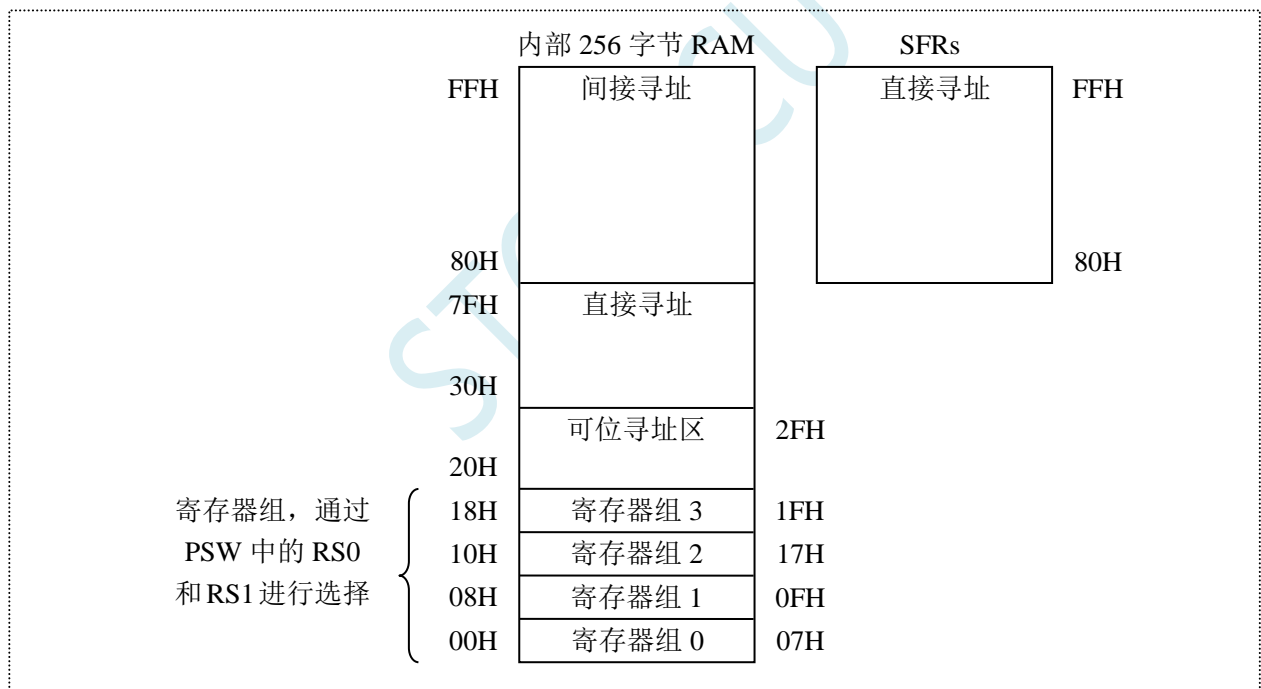 内部 256 字节 RAM SFRs
FFH 间接寻址 直接寻址 FFH
80H 80H
7FH 直接寻址
30H
可位寻址区 2FH
20H
寄存器组，通过 18H 寄存器组 3 1FH
PSW 中的 RS0 10H 寄存器组 2 17H
和 RS1 进行选择 08H 寄存器组 1 0FH
00H 寄存器组 0 07H